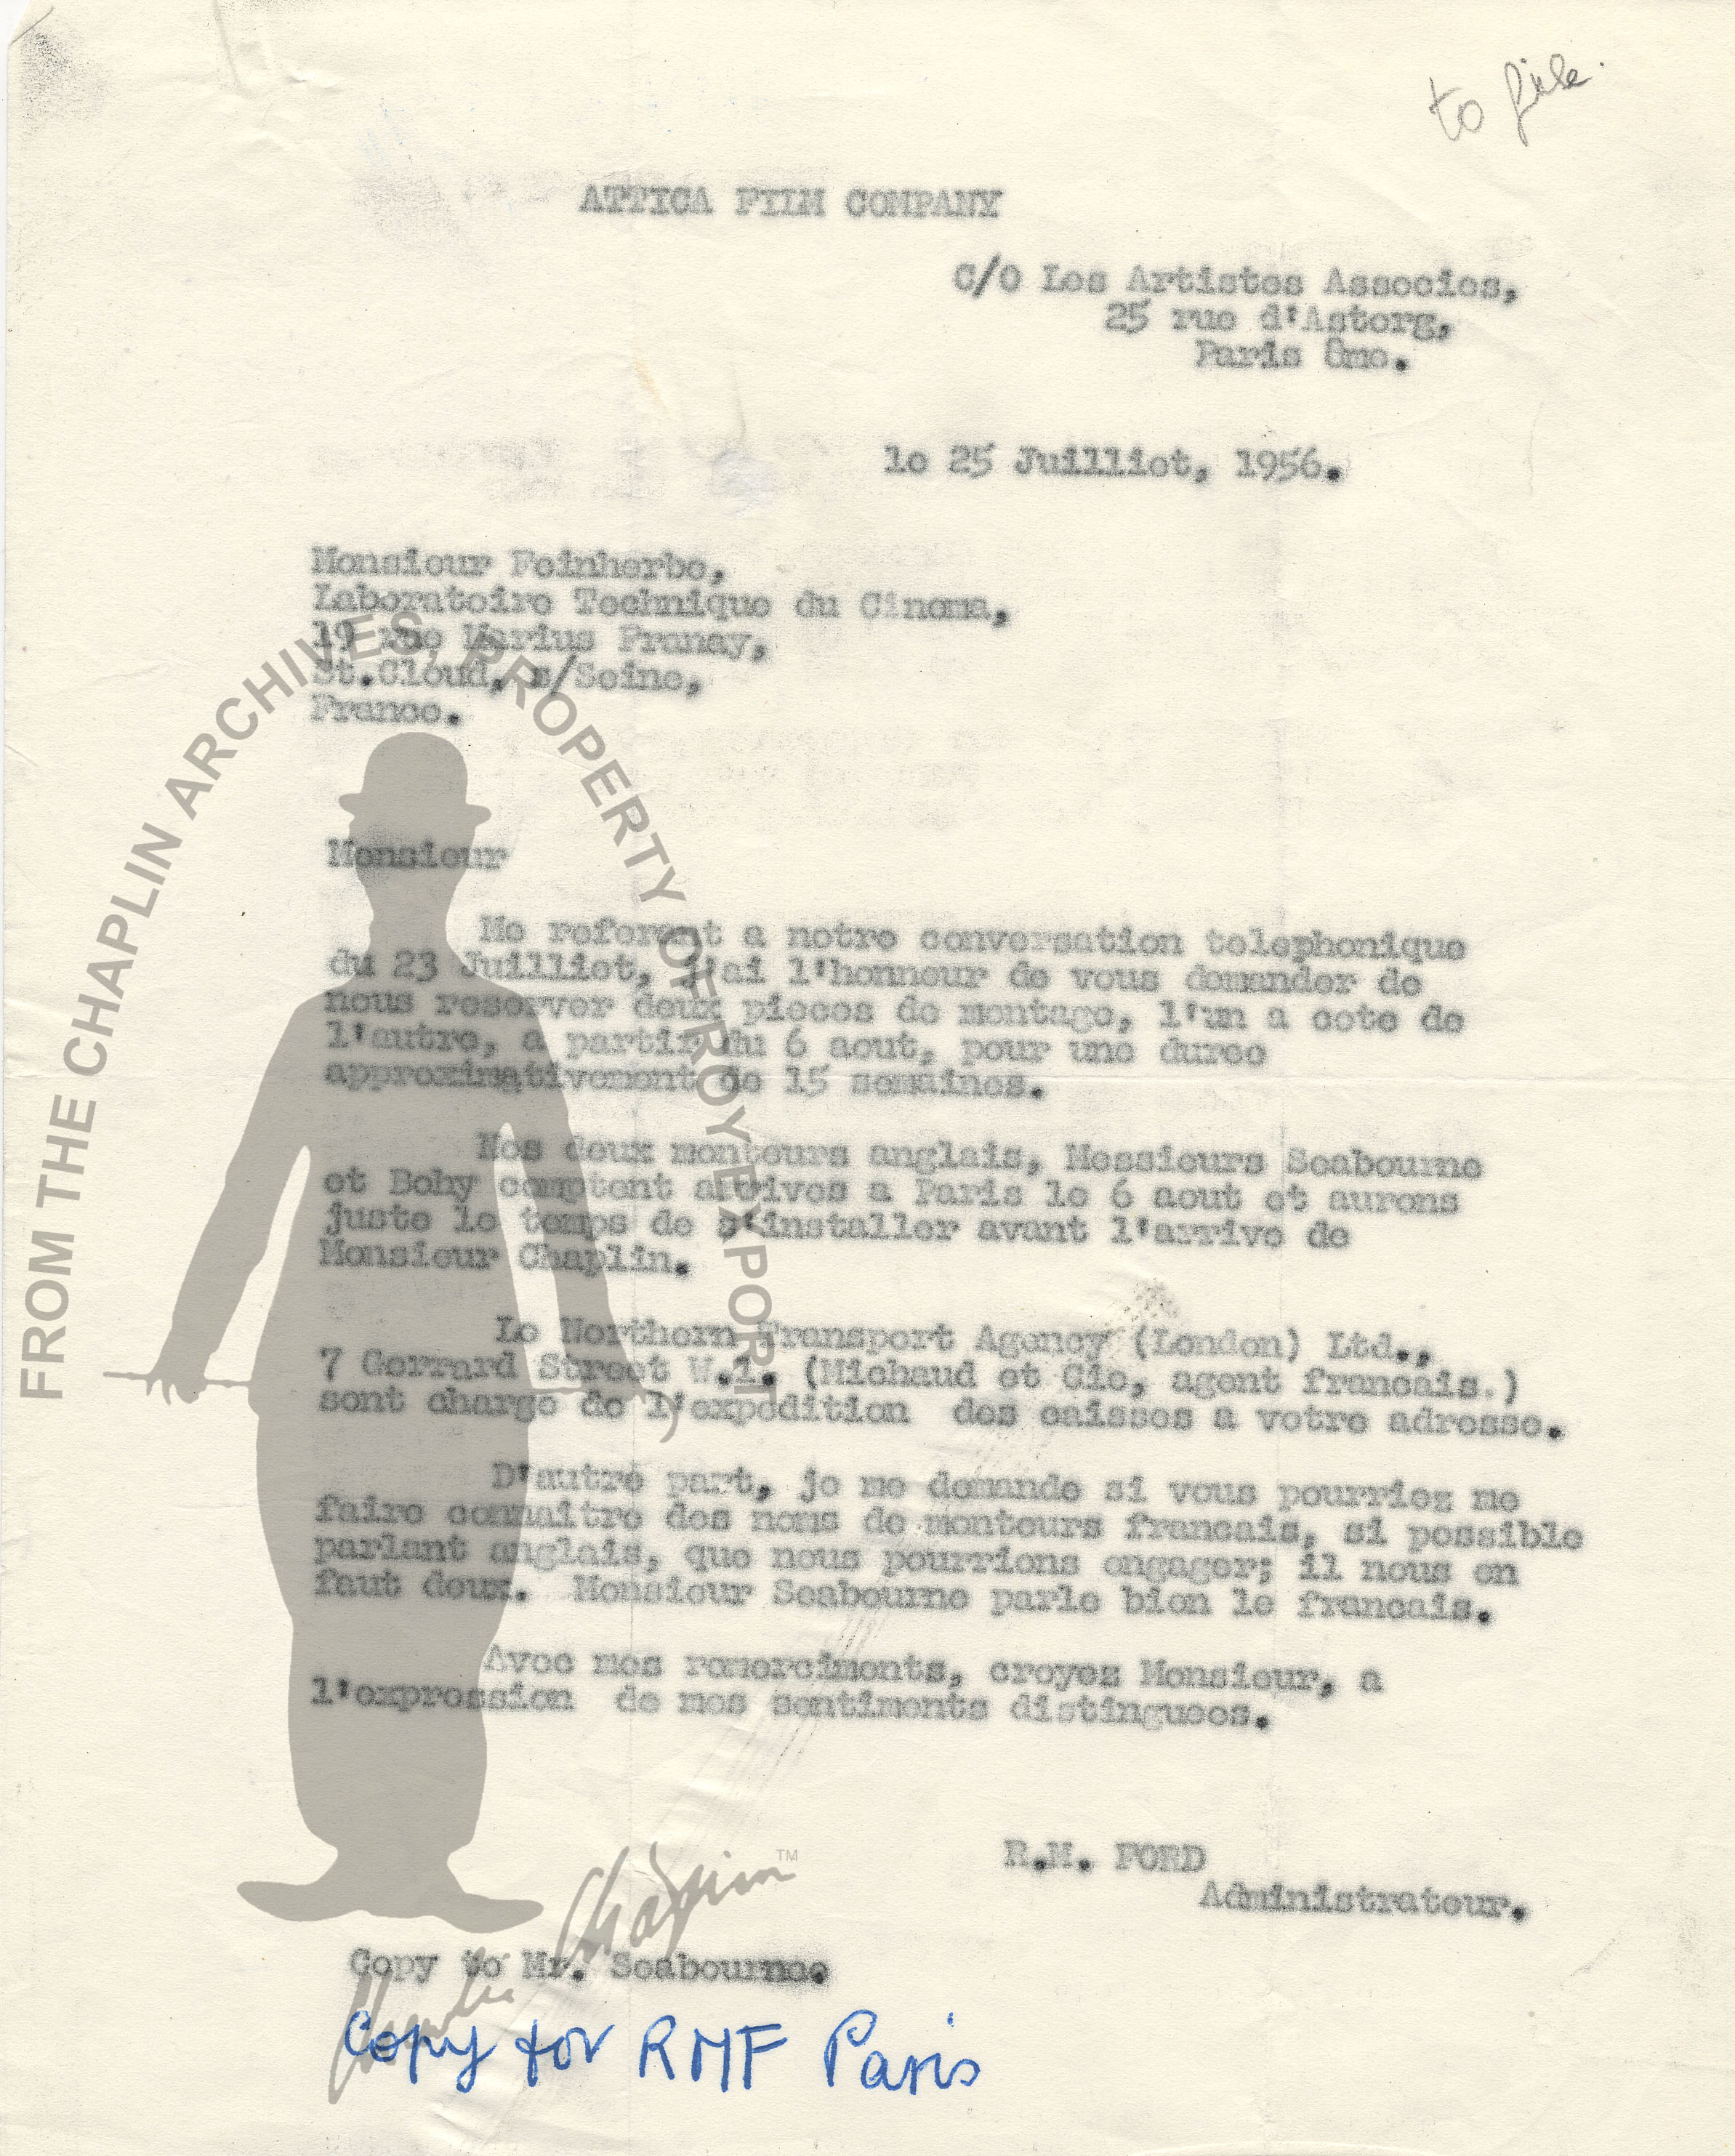 to file.
ATTICA FILM COMPANY
C/O Les Artistes Associes,
25 rue d'Astorg,
Paris 8me.
le 25 Juilliet, 1956.
Monsieur Feinherbe,
Laboratoire Technique du Cinema,
19 rue Marius Franay,
St.Cloud, s/Seine,
France.
Monsieur
Me referent a notre conversation telephonique
du 23 Juilliet, j'ai l'honneur de vous demander de
nous reserver deux pieces de montage, l'un a cote de
l'autre, a partir du 6 aout, pour une duree
approximativement de 15 semaines.
Nos deux monteurs anglais, Messieurs Seabourne
et Boby comptent arrives a Paris le 6 aout et aurons
juste le temps de s'installer avant l'arrive de
Monsieur Chaplin.
Le Northern Transport Agency (London) Ltd.,
7 Gerrard Street W.1. (Michaud et Cie, agent francais.)
sont charge de l'expedition des caisses a votre adresse.
D'autre part, je me demande si vous pourriez me
faire connaitre des noms de monteurs francais, si possible
parlant anglais, que nous pourrions engager; il nous en
faut deux. Monsieur Seabourne parle bien le francais.
Avec mes remerciments, croyez Monsieur, a
l'expression de mes sentiments distinguees.
R.M. FORD
Administrateur.
Copy to Mr. Seabourne
Copy for RMF Paris
FROM THE CHAPLIN ARCHIVES, PROPERTY OF ROY EXPORT
Charlie Chaplin™